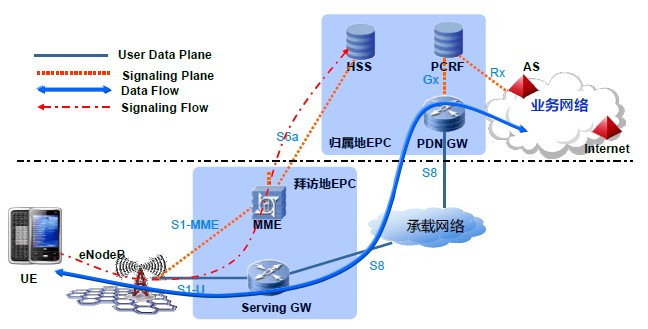 User Data Plane
Signaling Plane
Data Flow
Signaling Flow
HSS
PCRF
Gx
Rx
AS
业务网络
Internet
归属地EPC
PDN GW
S6a
S8
拜访地EPC
MME
S1-MME
承载网络
eNodeB
UE
S1-U
S8
Serving GW